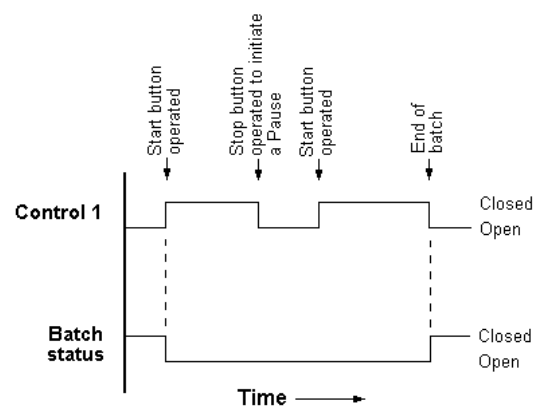 Start button
operated
Stop button
operated to initiate
a Pause
Start button
operated
End of
batch
Control 1
Closed
Open
Batch
status
Closed
Open
Time